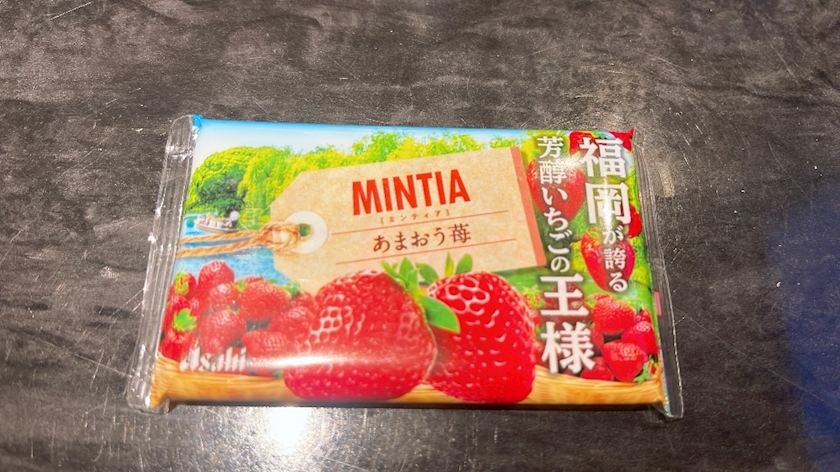 MINTIA
[ミンティア]
あまおう苺
福岡が誇る
芳醇いちごの王様
Asahi